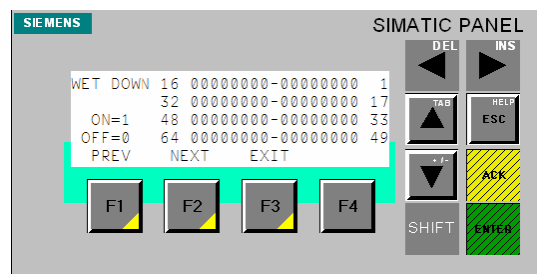 SIEMENS
SIMATIC PANEL
WET DOWN 16 00000000-00000000 1
32 00000000-00000000 17
ON=1 48 00000000-00000000 33
OFF=0 64 00000000-00000000 49
PREV NEXT EXIT
F1 F2 F3 F4
DEL INS
TAB HELP
ESC
+/-
ACK
SHIFT ENTER